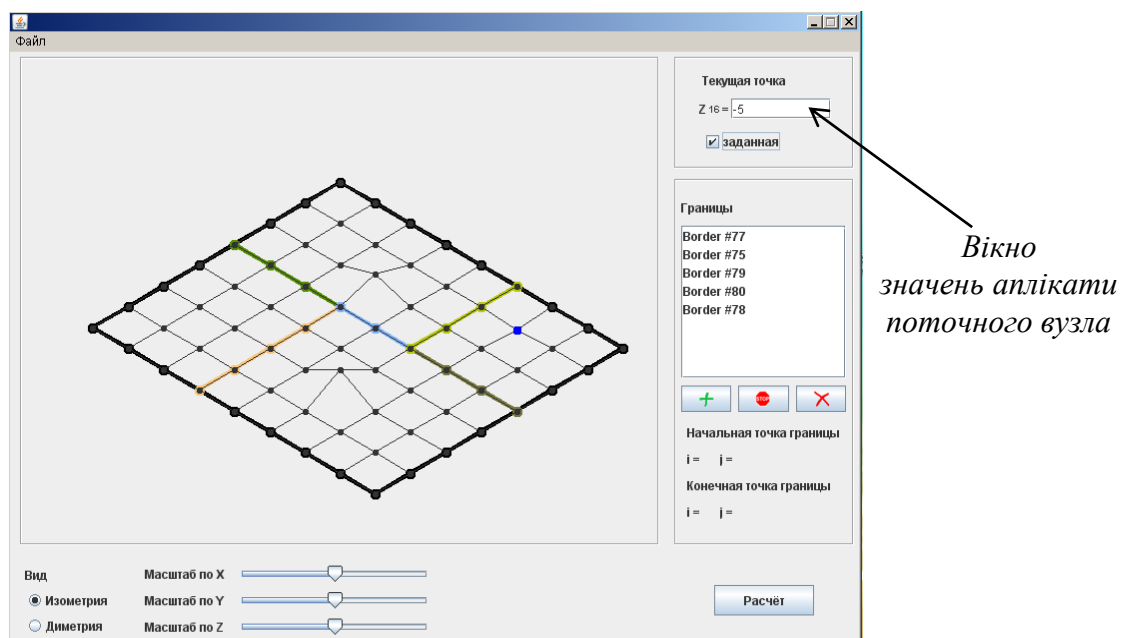 Файл
Текущая точка
Z 16 = -5
заданная
Границы
Border #77
Border #75
Border #79
Border #80
Border #78
STOP
Начальная точка границы
i = j =
Конечная точка границы
i = j =
Вид
Изометрия
Диметрия
Масштаб по X
Масштаб по Y
Масштаб по Z
Расчёт
Вікно
значень аплікати
поточного вузла